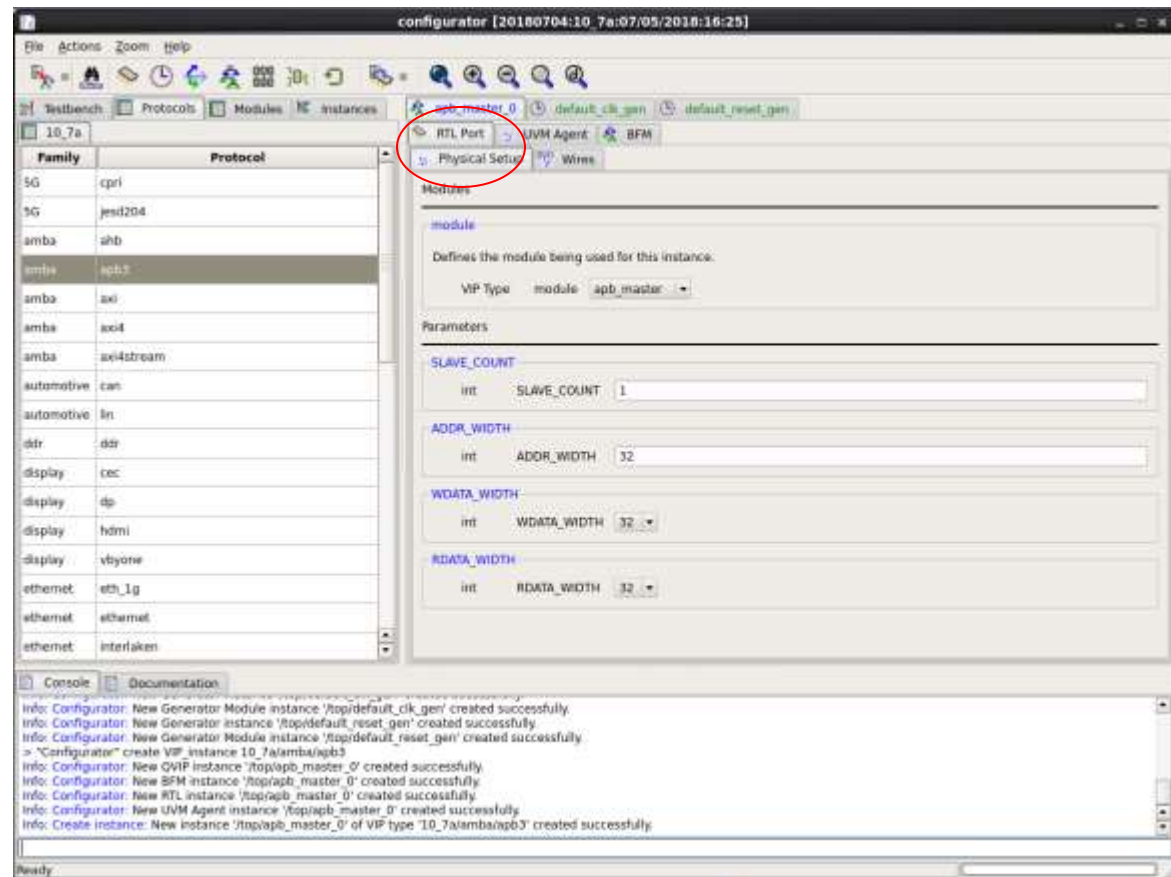 configurator [20180704:10_7a:07/05/2018:16:25]
File Actions Zoom Help
Testbench Protocols Modules Instances
apb_master_0 default_clk_gen default_reset_gen
10_7a
RTL Port UVM Agent BFM
Family Protocol
Physical Setup Wires
5G cpri
5G jesd204
amba ahb
amba apb3
amba axi
amba axi4
amba axi4stream
automotive can
automotive lin
ddr ddr
display cec
display dp
display hdmi
display vbyone
ethernet eth_1g
ethernet ethernet
ethernet interlaken
Modules
module
Defines the module being used for this instance.
VIP Type module apb_master
Parameters
SLAVE_COUNT
int SLAVE_COUNT 1
ADDR_WIDTH
int ADDR_WIDTH 32
WDATA_WIDTH
int WDATA_WIDTH 32
RDATA_WIDTH
int RDATA_WIDTH 32
Console Documentation
Info: Configurator: New Generator Module instance '/top/default_clk_gen' created successfully.
Info: Configurator: New Generator instance '/top/default_reset_gen' created successfully.
Info: Configurator: New Generator Module instance '/top/default_reset_gen' created successfully.
> "Configurator" create VIP_instance 10_7a/amba/apb3
Info: Configurator: New QVIP instance '/top/apb_master_0' created successfully.
Info: Configurator: New BFM instance '/top/apb_master_0' created successfully.
Info: Configurator: New RTL instance '/top/apb_master_0' created successfully.
Info: Configurator: New UVM Agent instance '/top/apb_master_0' created successfully.
Info: Create instance: New instance '/top/apb_master_0' of VIP type '10_7a/amba/apb3' created successfully.
Ready